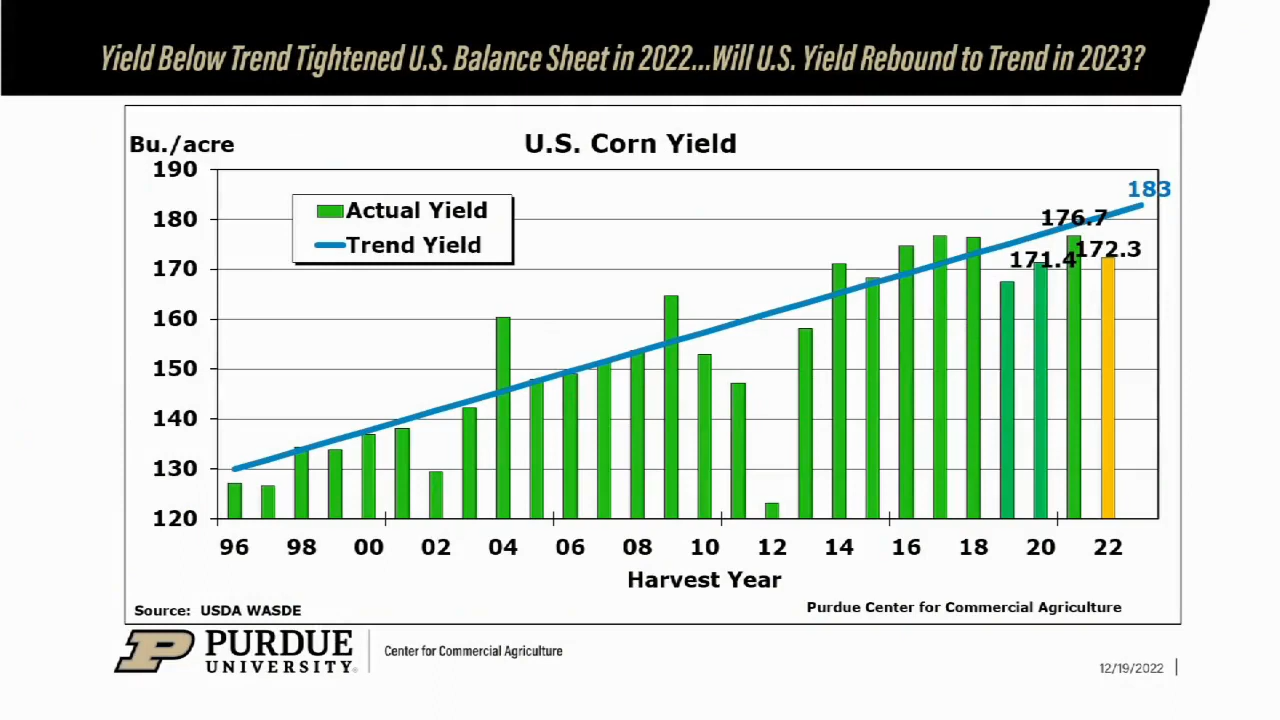 Yield Below Trend Tightened U.S. Balance Sheet in 2022...Will U.S. Yield Rebound to Trend in 2023?
Bu./acre
U.S. Corn Yield
190
180
170
160
150
140
130
120
Actual Yield
Trend Yield
183
176.7
172.3
171.4
96 98 00 02 04 06 08 10 12 14 16 18 20 22
Harvest Year
Source: USDA WASDE
Purdue Center for Commercial Agriculture
P PURDUE
UNIVERSITY®
Center for Commercial Agriculture
12/19/2022 |